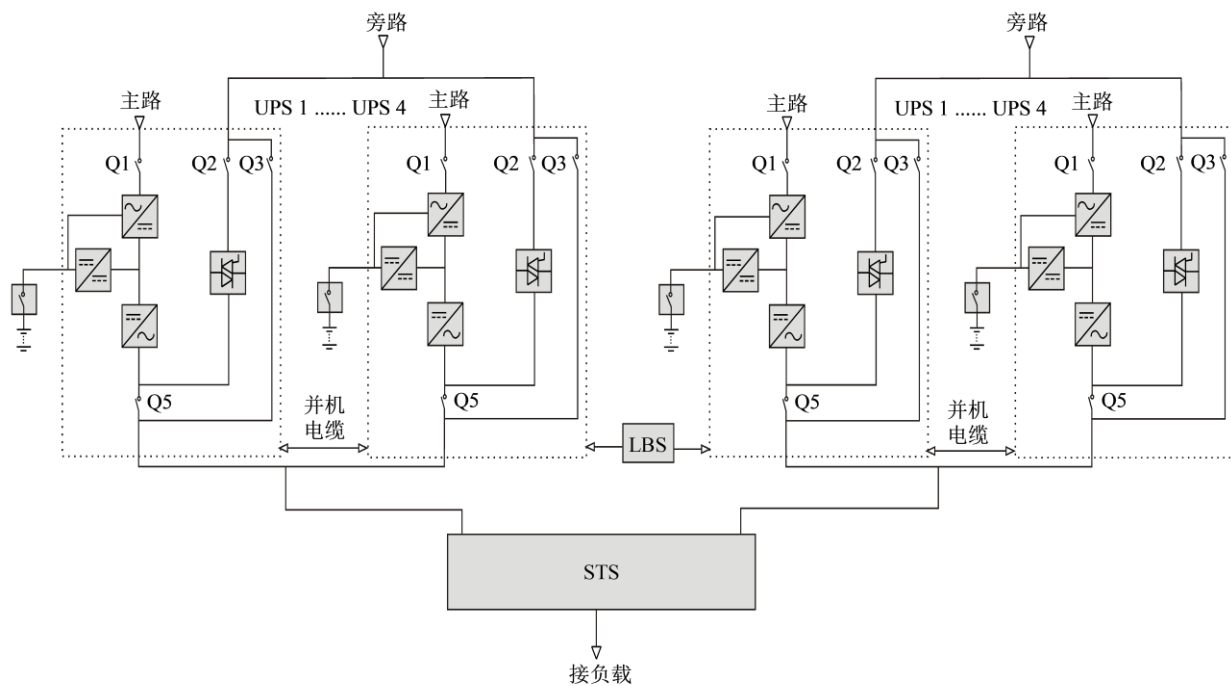 旁路
旁路
主路
UPS 1 ...... UPS 4
主路
主路
UPS 1 ...... UPS 4
主路
Q1
Q2
Q3
Q1
Q2
Q3
Q1
Q2
Q3
Q1
Q2
Q3
Q5
并机
电缆
Q5
LBS
Q5
并机
电缆
Q5
STS
接负载